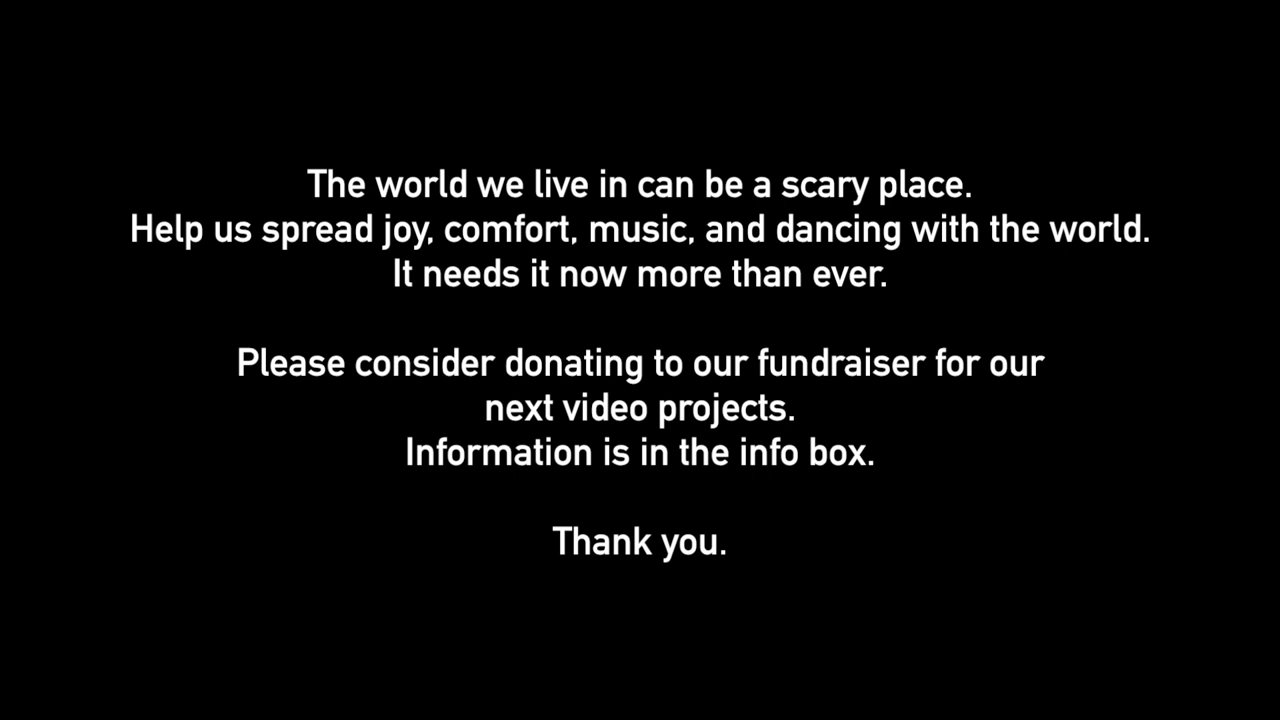 The world we live in can be a scary place.
Help us spread joy, comfort, music, and dancing with the world.
It needs it now more than ever.
Please consider donating to our fundraiser for our
next video projects.
Information is in the info box.
Thank you.